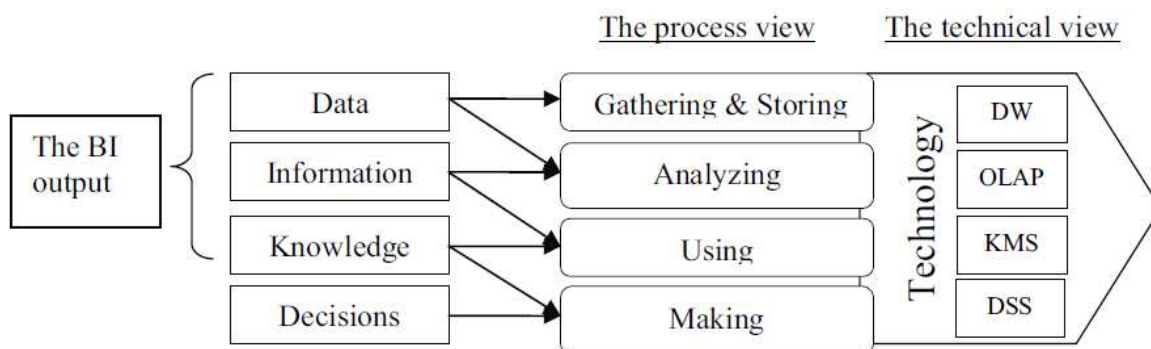 The process view
The technical view
The BI
output
Data
Information
Knowledge
Decisions
Gathering & Storing
Analyzing
Using
Making
Technology
DW
OLAP
KMS
DSS